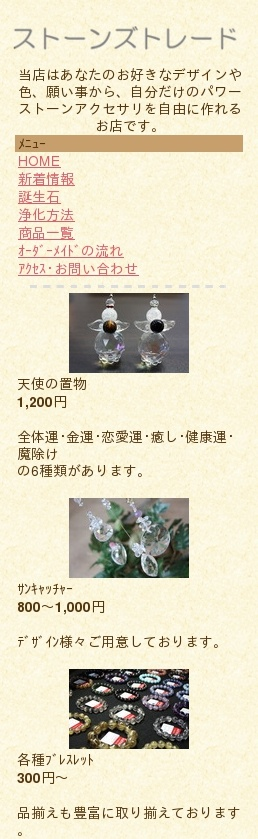 ストーンズトレード
当店はあなたのお好きなデザインや
色、願い事から、自分だけのパワー
ストーンアクセサリを自由に作れる
お店です。
ﾒﾆｭｰ
HOME
新着情報
誕生石
浄化方法
商品一覧
ｵｰﾀﾞｰﾒｲﾄﾞの流れ
ｱｸｾｽ･お問い合わせ
天使の置物
1,200円
全体運･金運･恋愛運･癒し･健康運･
魔除け
の6種類があります。
ｻﾝｷｬｯﾁｬｰ
800〜1,000円
ﾃﾞｻﾞｲﾝ様々ご用意しております。
各種ﾌﾞﾚｽﾚｯﾄ
300円〜
品揃えも豊富に取り揃えております
。